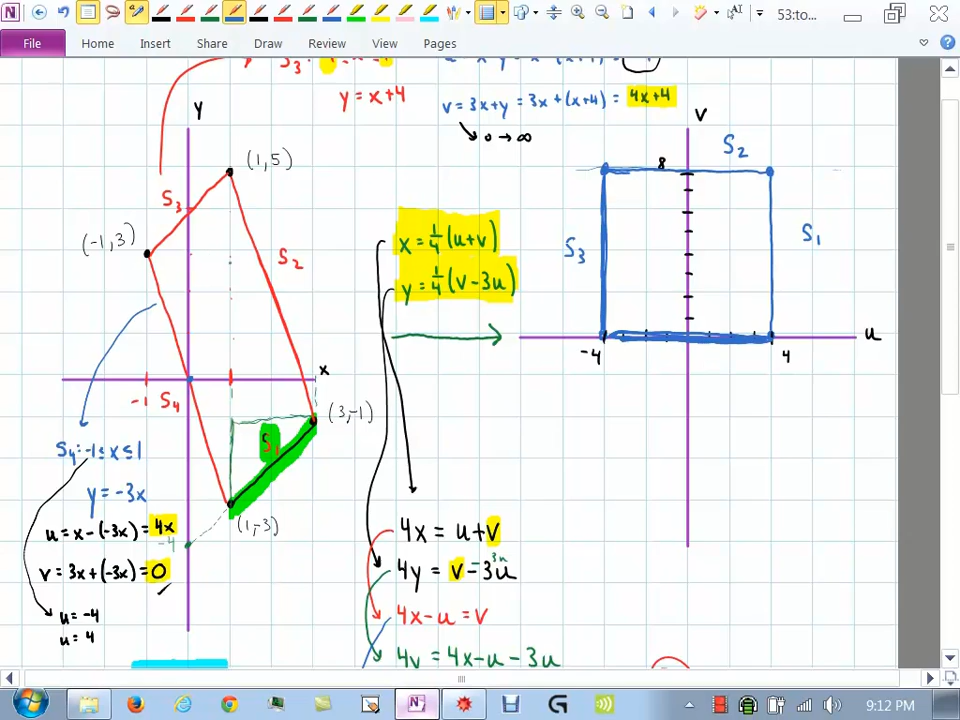 53:to...
File Home Insert Share Draw Review View Pages
S3:
y = x+4
v = 3x+y = 3x+(x+4) = 4x+4
0 → ∞
y
(1,5)
S3
(-1,3)
S2
x
-1
S4
S1
(3,-1)
(1,-3)
-4
S4: -1≤x≤1
y = -3x
u = x-(-3x) = 4x
v = 3x+(-3x) = 0
u = -4
u = 4
x = 1/4 (u+v)
y = 1/4 (v-3u)
4x = u+v
3u
4y = v-3u
4x-u = v
4y = 4x-u-3u
v
8
S2
S3
S1
-4
4
u
9:12 PM